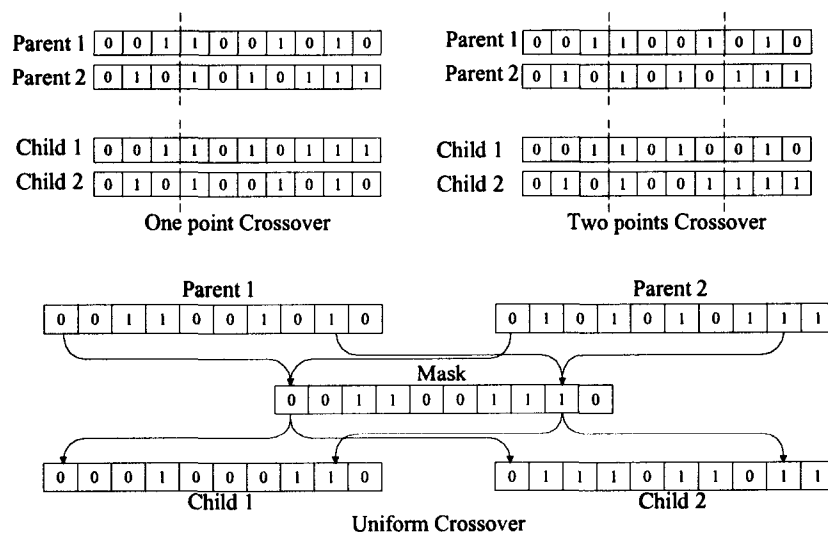 Parent 1 0 0 1 1 0 0 1 0 1 0
Parent 2 0 1 0 1 0 1 0 1 1 1
Child 1 0 0 1 1 0 1 0 1 1 1
Child 2 0 1 0 1 0 0 1 0 1 0
One point Crossover
Parent 1 0 0 1 1 0 0 1 0 1 0
Parent 2 0 1 0 1 0 1 0 1 1 1
Child 1 0 0 1 1 0 1 0 0 1 0
Child 2 0 1 0 1 0 0 1 1 1 1
Two points Crossover
Parent 1
0 0 1 1 0 0 1 0 1 0
Parent 2
0 1 0 1 0 1 0 1 1 1
Mask
0 0 1 1 0 0 1 1 1 0
0 0 0 1 0 0 0 1 1 0
Child 1
0 1 1 1 0 1 1 0 1 1
Child 2
Uniform Crossover